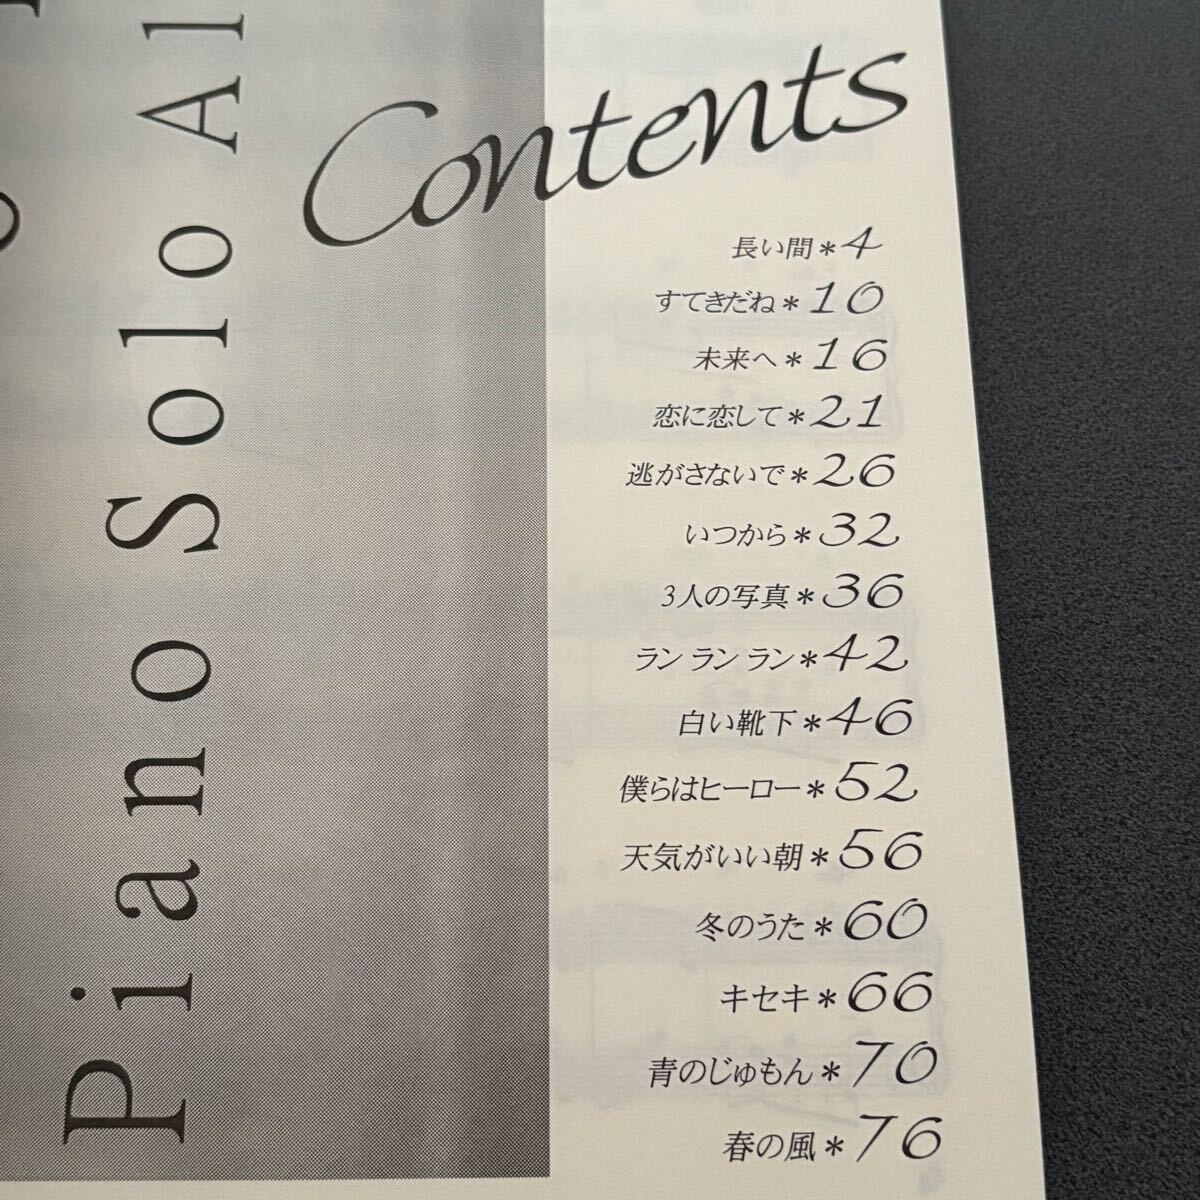 Piano Solo Al
Contents
長い間*4
すてきだね*10
未来へ*16
恋に恋して*21
逃がさないで*26
いつから*32
3人の写真*36
ラン ラン ラン*42
白い靴下*46
僕らはヒーロー*52
天気がいい朝*56
冬のうた*60
キセキ*66
青のじゅもん*70
春の風*76